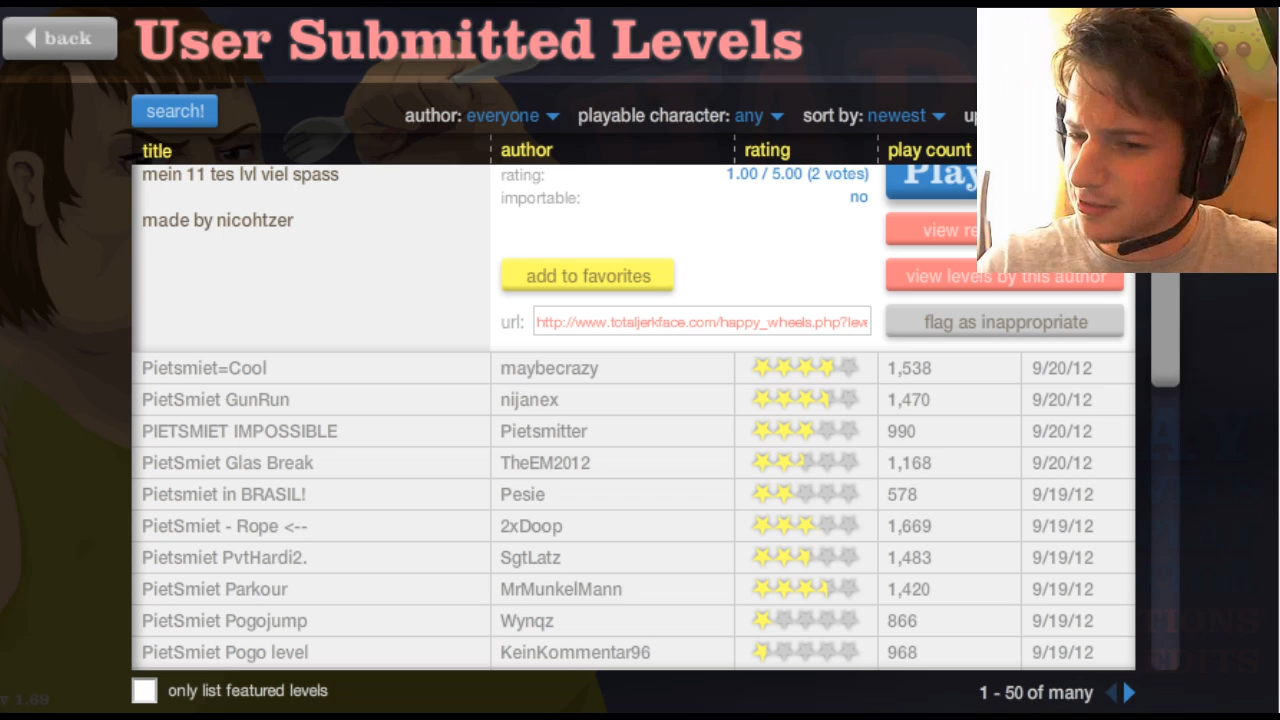 back
User Submitted Levels
search!
author: everyone playable character: any sort by: newest
title author rating play count
mein 11 tes lvl viel spass
made by nicohtzer
rating: 1.00 / 5.00 (2 votes)
importable: no
Play
add to favorites
view levels by this author
url: http://www.totaljerkface.com/happy_wheels.php?leve
flag as inappropriate
Pietsmiet=Cool maybecrazy 1,538 9/20/12
PietSmiet GunRun nijanex 1,470 9/20/12
PIETSMIET IMPOSSIBLE Pietsmitter 990 9/20/12
PietSmiet Glas Break TheEM2012 1,168 9/20/12
Pietsmiet in BRASIL! Pesie 578 9/19/12
PietSmiet - Rope <-- 2xDoop 1,669 9/19/12
Pietsmiet PvtHardi2. SgtLatz 1,483 9/19/12
PietSmiet Parkour MrMunkelMann 1,420 9/19/12
PietSmiet Pogojump Wynqz 866 9/19/12
PietSmiet Pogo level KeinKommentar96 968 9/19/12
only list featured levels
1 - 50 of many
v 1.69